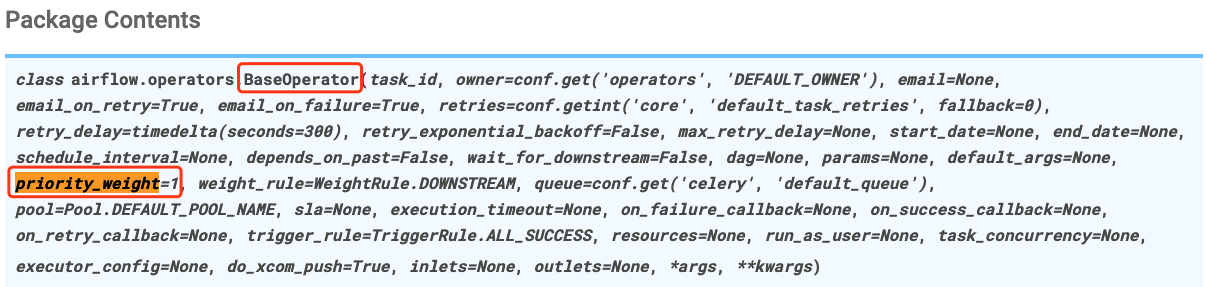 Package Contents
class airflow.operators.BaseOperator(task_id, owner=conf.get('operators', 'DEFAULT_OWNER'), email=None,
email_on_retry=True, email_on_failure=True, retries=conf.getint('core', 'default_task_retries', fallback=0),
retry_delay=timedelta(seconds=300), retry_exponential_backoff=False, max_retry_delay=None, start_date=None, end_date=None,
schedule_interval=None, depends_on_past=False, wait_for_downstream=False, dag=None, params=None, default_args=None,
priority_weight=1, weight_rule=WeightRule.DOWNSTREAM, queue=conf.get('celery', 'default_queue'),
pool=Pool.DEFAULT_POOL_NAME, sla=None, execution_timeout=None, on_failure_callback=None, on_success_callback=None,
on_retry_callback=None, trigger_rule=TriggerRule.ALL_SUCCESS, resources=None, run_as_user=None, task_concurrency=None,
executor_config=None, do_xcom_push=True, inlets=None, outlets=None, *args, **kwargs)